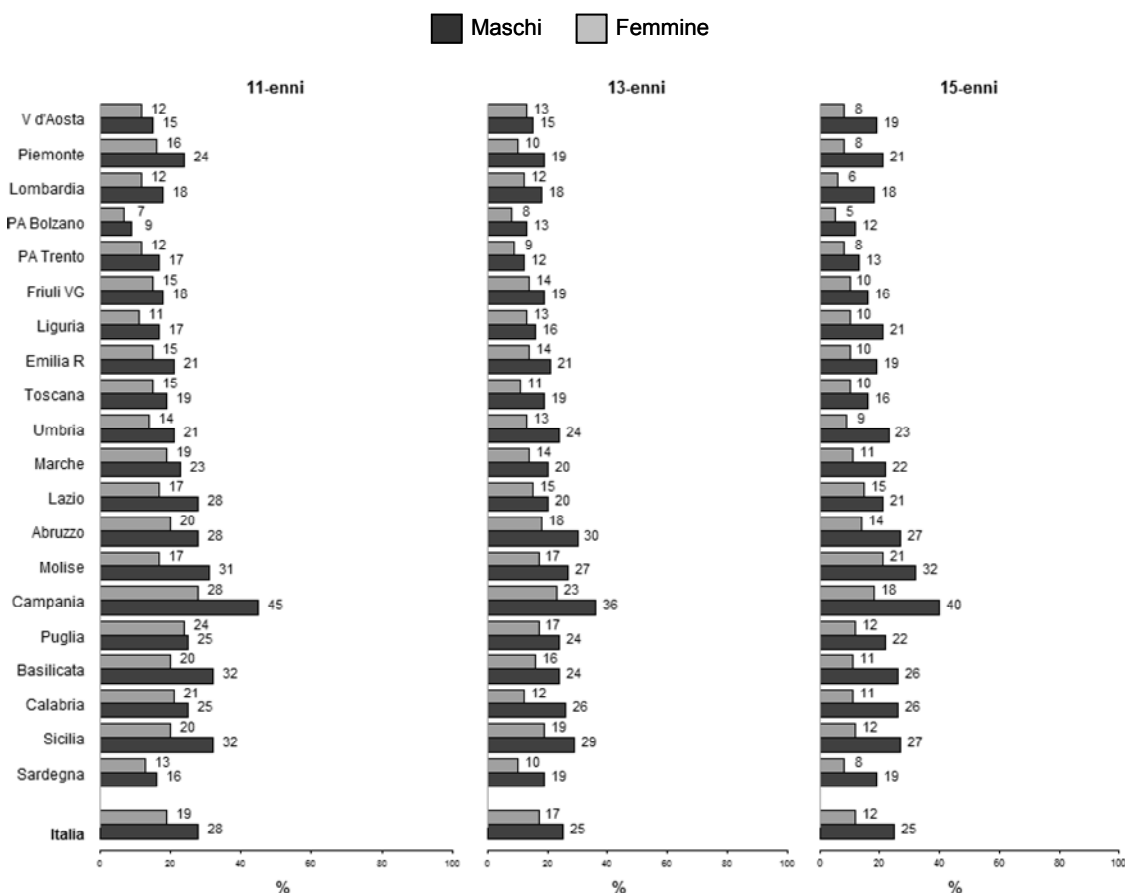 Maschi Femmine
11-enni 13-enni 15-enni
12 13 8
V d'Aosta 15 15 19
16 10 8
Piemonte 24 19 21
12 12 6
Lombardia 18 18 18
7 8 5
PA Bolzano 9 13 12
12 9 8
PA Trento 17 12 13
15 14 10
Friuli VG 18 19 16
11 13 10
Liguria 17 16 21
15 14 10
Emilia R 21 21 19
15 11 10
Toscana 19 19 16
14 13 9
Umbria 21 24 23
19 14 11
Marche 23 20 22
17 15 15
Lazio 28 20 21
20 18 14
Abruzzo 28 30 27
17 17 21
Molise 31 27 32
28 23 18
Campania 45 36 40
24 17 12
Puglia 25 24 22
20 16 11
Basilicata 32 24 26
21 12 11
Calabria 25 26 26
20 19 12
Sicilia 32 29 27
13 10 8
Sardegna 16 19 19
19 17 12
Italia 28 25 25
0 20 40 60 80 100 0 20 40 60 80 100 0 20 40 60 80 100
% % %